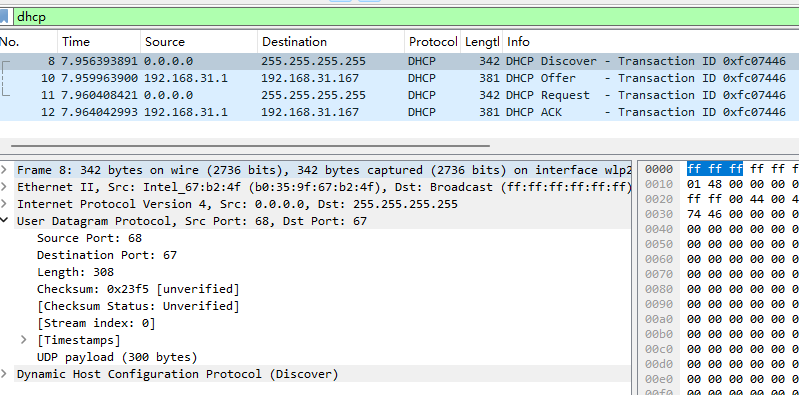 dhcp
No. Time Source Destination Protocol Lengtl Info
8 7.956393891 0.0.0.0 255.255.255.255 DHCP 342 DHCP Discover - Transaction ID 0xfc07446
10 7.959963900 192.168.31.1 192.168.31.167 DHCP 381 DHCP Offer - Transaction ID 0xfc07446
11 7.960408421 0.0.0.0 255.255.255.255 DHCP 342 DHCP Request - Transaction ID 0xfc07446
12 7.964042993 192.168.31.1 192.168.31.167 DHCP 381 DHCP ACK - Transaction ID 0xfc07446
Frame 8: 342 bytes on wire (2736 bits), 342 bytes captured (2736 bits) on interface wlp2
Ethernet II, Src: Intel_67:b2:4f (b0:35:9f:67:b2:4f), Dst: Broadcast (ff:ff:ff:ff:ff:ff)
Internet Protocol Version 4, Src: 0.0.0.0, Dst: 255.255.255.255
User Datagram Protocol, Src Port: 68, Dst Port: 67
Source Port: 68
Destination Port: 67
Length: 308
Checksum: 0x23f5 [unverified]
[Checksum Status: Unverified]
[Stream index: 0]
[Timestamps]
UDP payload (300 bytes)
Dynamic Host Configuration Protocol (Discover)
0000 ff ff ff ff ff f
0010 01 48 00 00 00 0
0020 ff ff 00 44 00 4
0030 74 46 00 00 00 0
0040 00 00 00 00 00 0
0050 00 00 00 00 00 0
0060 00 00 00 00 00 0
0070 00 00 00 00 00 0
0080 00 00 00 00 00 0
0090 00 00 00 00 00 0
00a0 00 00 00 00 00 0
00b0 00 00 00 00 00 0
00c0 00 00 00 00 00 0
00d0 00 00 00 00 00 0
00e0 00 00 00 00 00 0